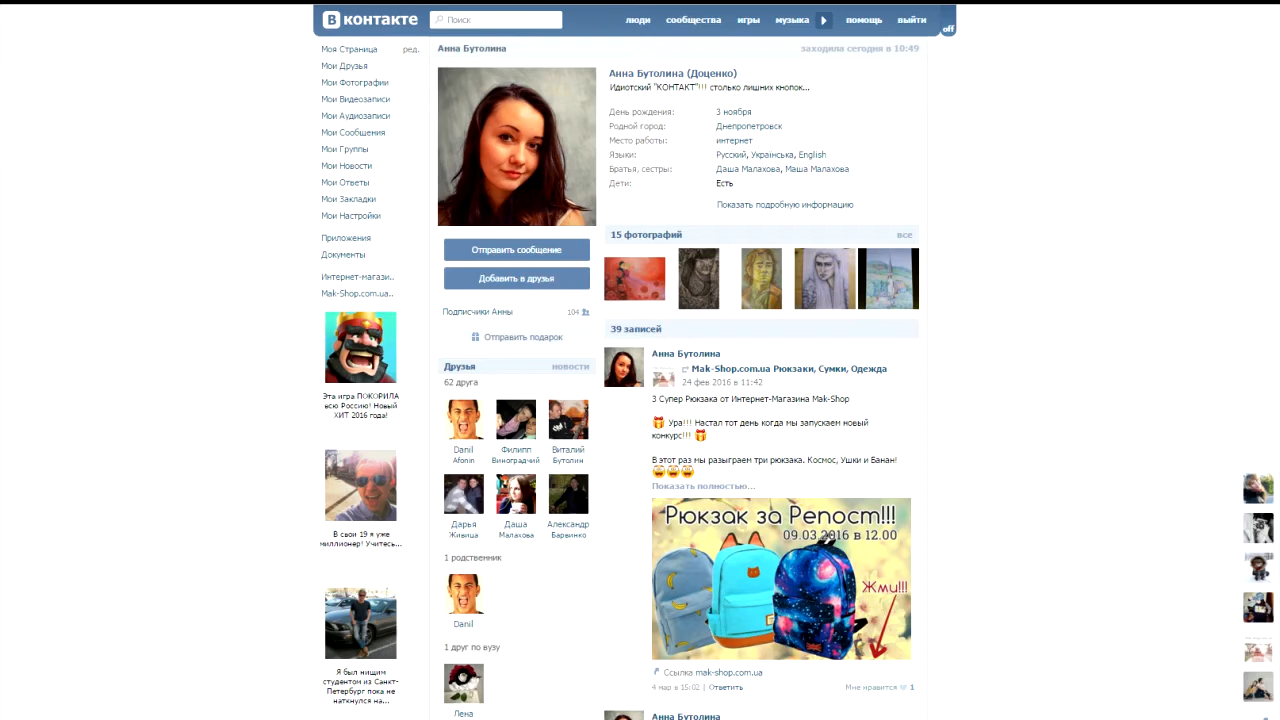 В контакте
Поиск
люди сообщества игры музыка помощь выйти
off
Моя Страница ред.
Мои Друзья
Мои Фотографии
Мои Видеозаписи
Мои Аудиозаписи
Мои Сообщения
Мои Группы
Мои Новости
Мои Ответы
Мои Закладки
Мои Настройки
Приложения
Документы
Интернет-магази..
Mak-Shop.com.ua..
Эта игра ПОКОРИЛА
всю Россию! Новый
ХИТ 2016 года!
В свои 19 я уже
миллионер! Учитесь...
Я был нищим
студентом из Санкт-
Петербург пока не
наткнулся на...
Анна Бутолина
заходила сегодня в 10:49
Отправить сообщение
Добавить в друзья
Подписчики Анны 104
Отправить подарок
Друзья новости
62 друга
Danil
Afonin
Филипп
Виноградчий
Виталий
Бутолин
Дарья
Живица
Даша
Малахова
Александр
Барвинко
1 родственник
Danil
1 друг по вузу
Лена
Анна Бутолина (Доценко)
Идиотский "КОНТАКТ"!!! столько лишних кнопок...
День рождения: 3 ноября
Родной город: Днепропетровск
Место работы: интернет
Языки: Русский, Українська, English
Братья, сестры: Даша Малахова, Маша Малахова
Дети: Есть
Показать подробную информацию
15 фотографий все
39 записей
Анна Бутолина
Mak-Shop.com.ua Рюкзаки, Сумки, Одежда
24 фев 2016 в 11:42
3 Супер Рюкзака от Интернет-Магазина Mak-Shop
Ура!!! Настал тот день когда мы запускаем новый
конкурс!!!
В этот раз мы разыграем три рюкзака. Космос, Ушки и Банан!
Показать полностью...
Рюкзак за Репост!!!
09.03.2016 в 12.00
Жми!!!
Ссылка mak-shop.com.ua
4 мар в 15:02 | Ответить
Мне нравится 1
Анна Бутолина